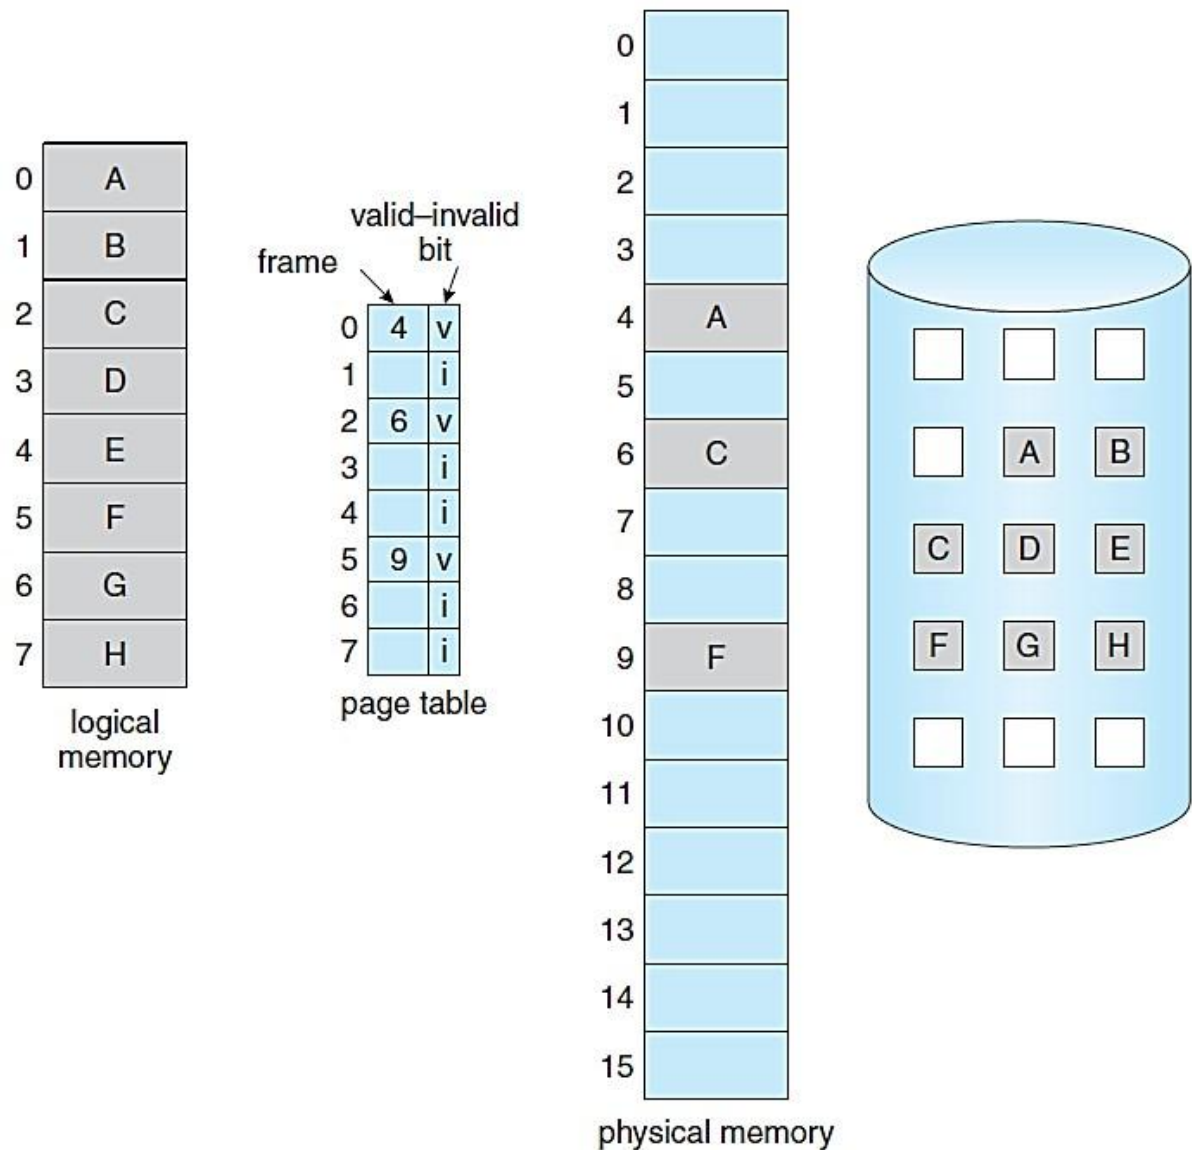 0 A
1 B
2 C
3 D
4 E
5 F
6 G
7 H
logical
memory
valid–invalid
bit
frame
0 4 v
1 i
2 6 v
3 i
4 i
5 9 v
6 i
7 i
page table
0
1
2
3
4 A
5
6 C
7
8
9 F
10
11
12
13
14
15
physical memory
A B
C D E
F G H